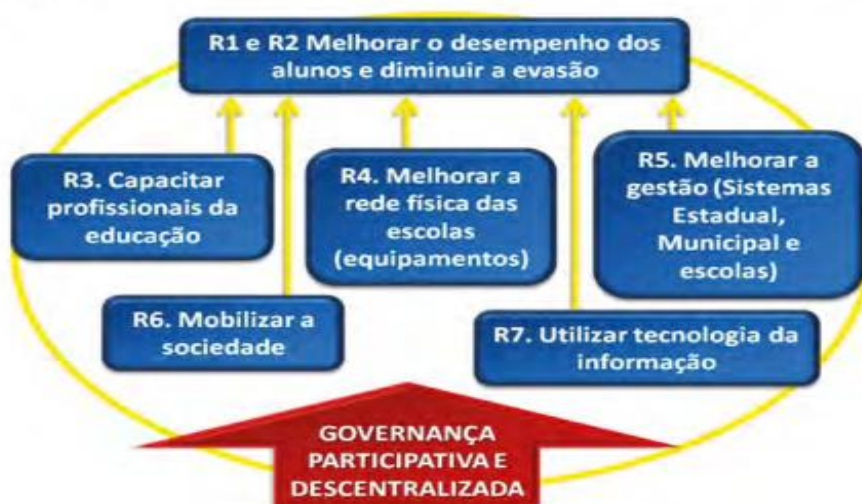 R1 e R2 Melhorar o desempenho dos
alunos e diminuir a evasão
R3. Capacitar
profissionais da
educação
R4. Melhorar a
rede física das
escolas
(equipamentos)
R5. Melhorar a
gestão (Sistemas
Estadual,
Municipal e
escolas)
R6. Mobilizar a
sociedade
R7. Utilizar tecnologia da
informação
GOVERNANÇA
PARTICIPATIVA E
DESCENTRALIZADA